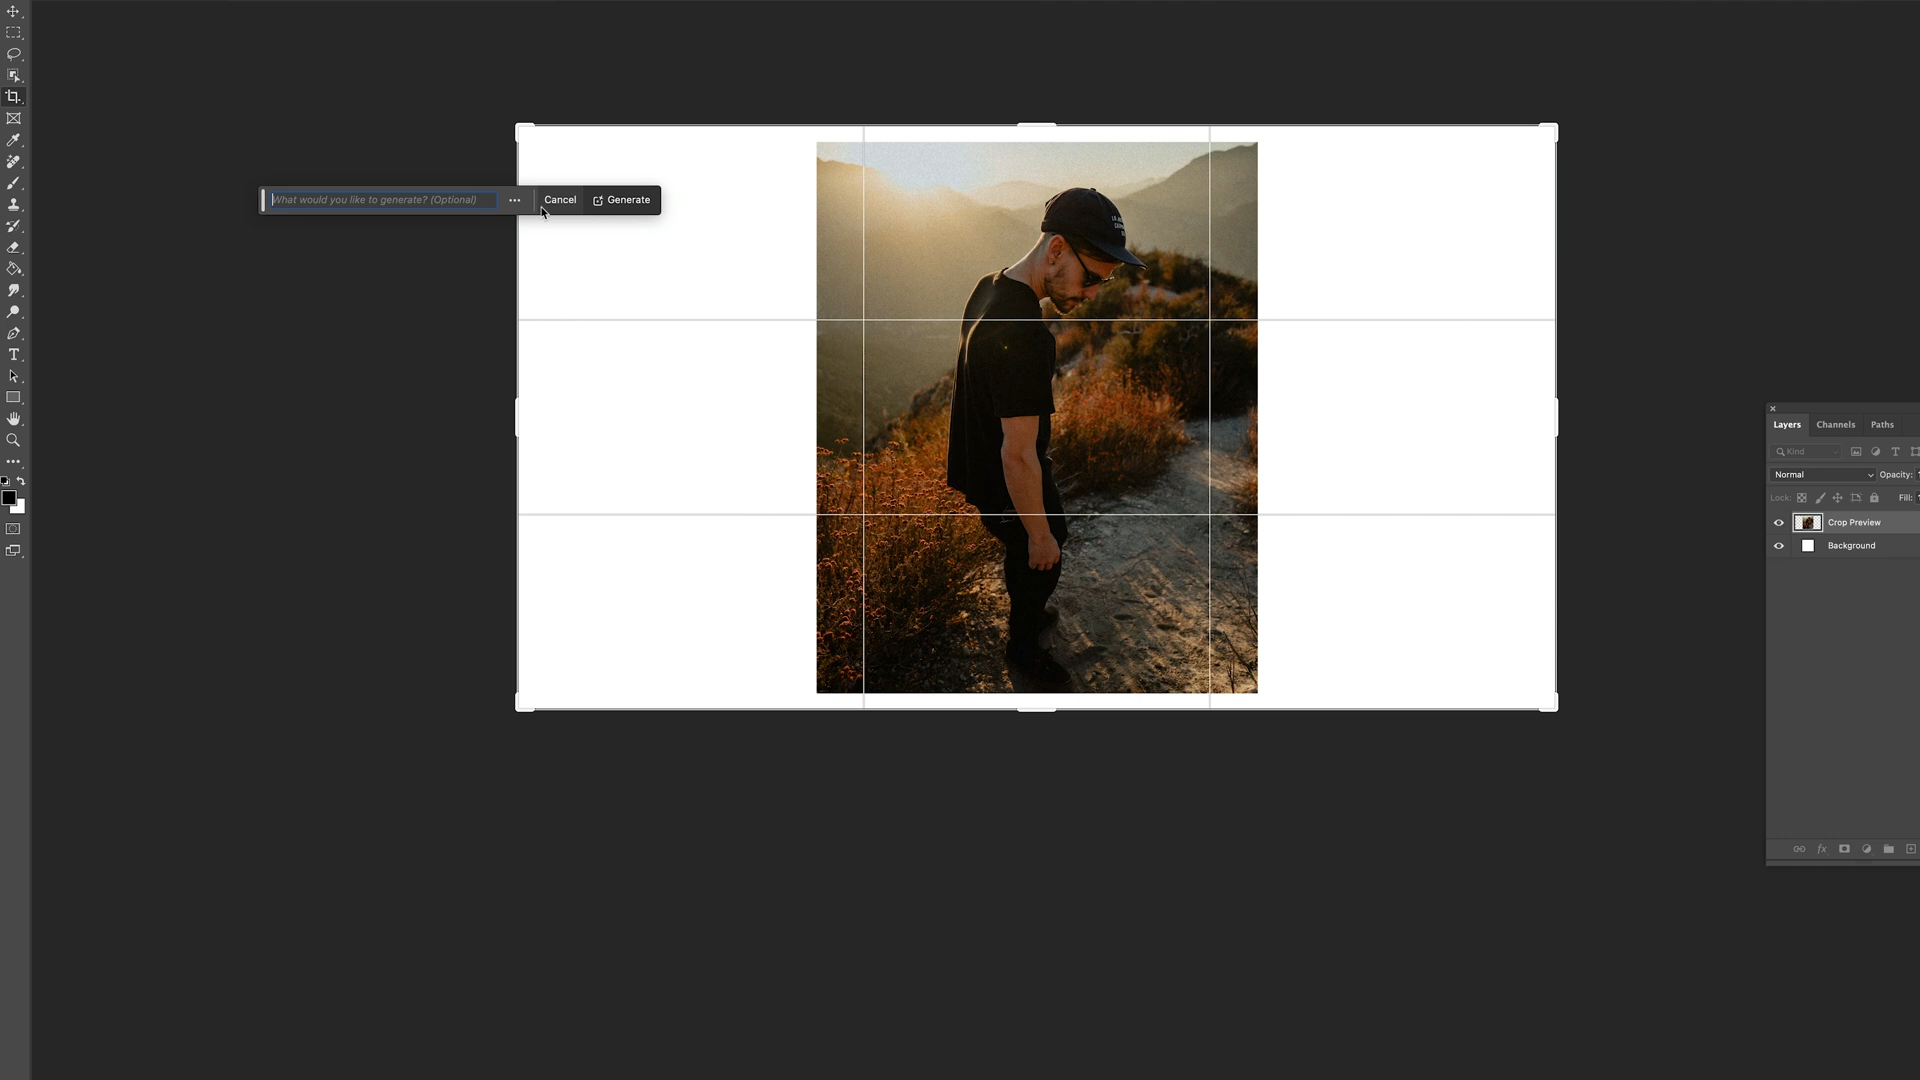 What would you like to generate? (Optional)
Cancel
Generate
Layers
Channels
Paths
Kind
Normal
Opacity:
Lock:
Fill:
Crop Preview
Background
fx
T